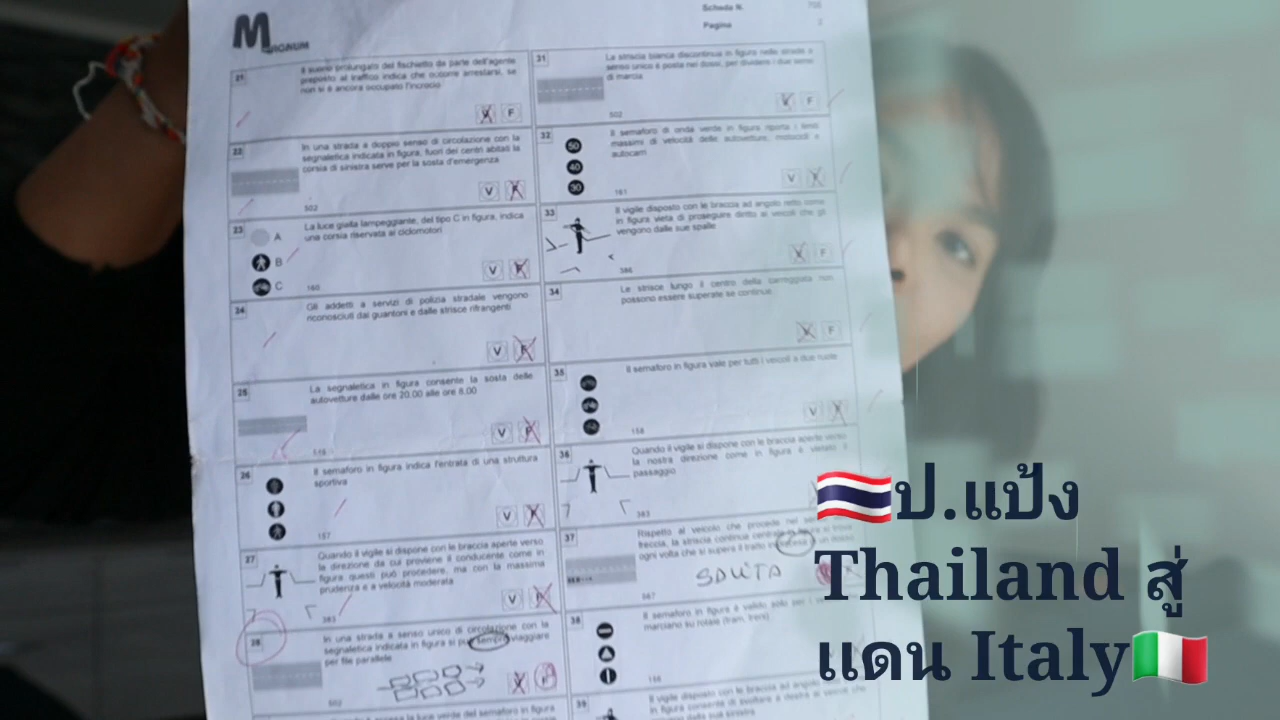 MAGNUM
Scheda N.
Pagina 2
21
Il suono prolungato del fischietto da parte dell'agente
preposto al traffico indica che occorre arrestarsi, se
non si è ancora occupato l'incrocio
V F
22
In una strada a doppio senso di circolazione con la
segnaletica indicata in figura, fuori dei centri abitati la
corsia di sinistra serve per la sosta d'emergenza
502
V F
23
A
B
C
La luce gialla lampeggiante, del tipo C in figura, indica
una corsia riservata ai ciclomotori
160
V F
24
Gli addetti a servizi di polizia stradale vengono
riconosciuti dai guantoni e dalle strisce rifrangenti
V F
25
La segnaletica in figura consente la sosta delle
autovetture dalle ore 20.00 alle ore 8.00
V F
26
Il semaforo in figura indica l'entrata di una struttura
sportiva
157
V F
27
Quando il vigile si dispone con le braccia aperte verso
la direzione da cui proviene il conducente come in
figura questi può procedere, ma con la massima
prudenza e a velocità moderata
383
V F
28
In una strada a senso unico di circolazione con la
segnaletica indicata in figura si può sempre viaggiare
per file parallele
502
31
La striscia bianca discontinua in figura nelle strade a
senso unico è posta nei dossi, per dividere i due sensi
di marcia
502
V F
32
50
40
30
Il semaforo di onda verde in figura riporta i limiti
massimi di velocità delle autovetture, motocicli e
autocarri
161
V F
33
Il vigile disposto con le braccia ad angolo retto come
in figura vieta di proseguire diritto ai veicoli che gli
vengono dalle sue spalle
386
V F
34
Le strisce lungo il centro della carreggiata non
possono essere superate se continue
V F
35
Il semaforo in figura vale per tutti i veicoli a due ruote
158
V F
36
Quando il vigile si dispone con le braccia aperte verso
la nostra direzione come in figura è vietato il
passaggio
383
37
Rispetto al veicolo che procede nel
freccia, la striscia continua
ogni volta che si supera il tratto in
567
SOLITA
38
Il semaforo in figura è valido solo per i
marciano su rotaie (tram, treni)
39
Il vigile disposto con le braccia ad angolo
in figura consente di svoltare a destra ai veicoli che
🇹🇭ป.แป้ง
Thailand สู่
แดน Italy🇮🇹